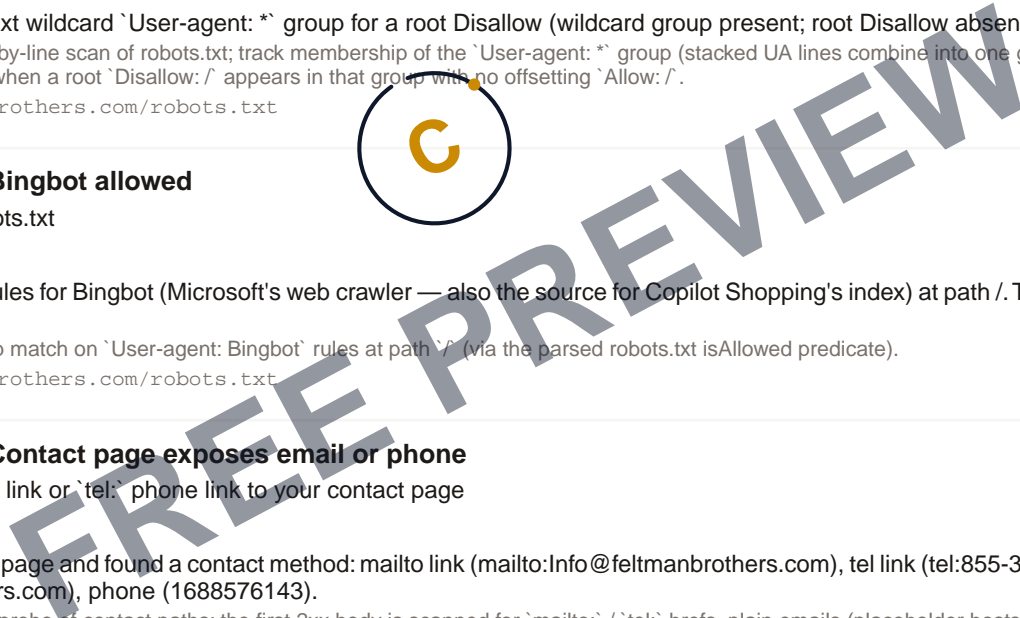 xt wildcard `User-agent: *` group for a root Disallow (wildcard group present; root Disallow absen
by-line scan of robots.txt; track membership of the `User-agent: *` group (stacked UA lines combine into one g
when a root `Disallow: /` appears in that group with no offsetting `Allow: /`.
rothers.com/robots.txt
C
Bingbot allowed
ots.txt
ules for Bingbot (Microsoft's web crawler — also the source for Copilot Shopping's index) at path /. T
o match on `User-agent: Bingbot` rules at path `/` (via the parsed robots.txt isAllowed predicate).
rothers.com/robots.txt
FREE PREVIEW
Contact page exposes email or phone
link or `tel:` phone link to your contact page
page and found a contact method: mailto link (mailto:Info@feltmanbrothers.com), tel link (tel:855-3
rs.com), phone (1688576143).